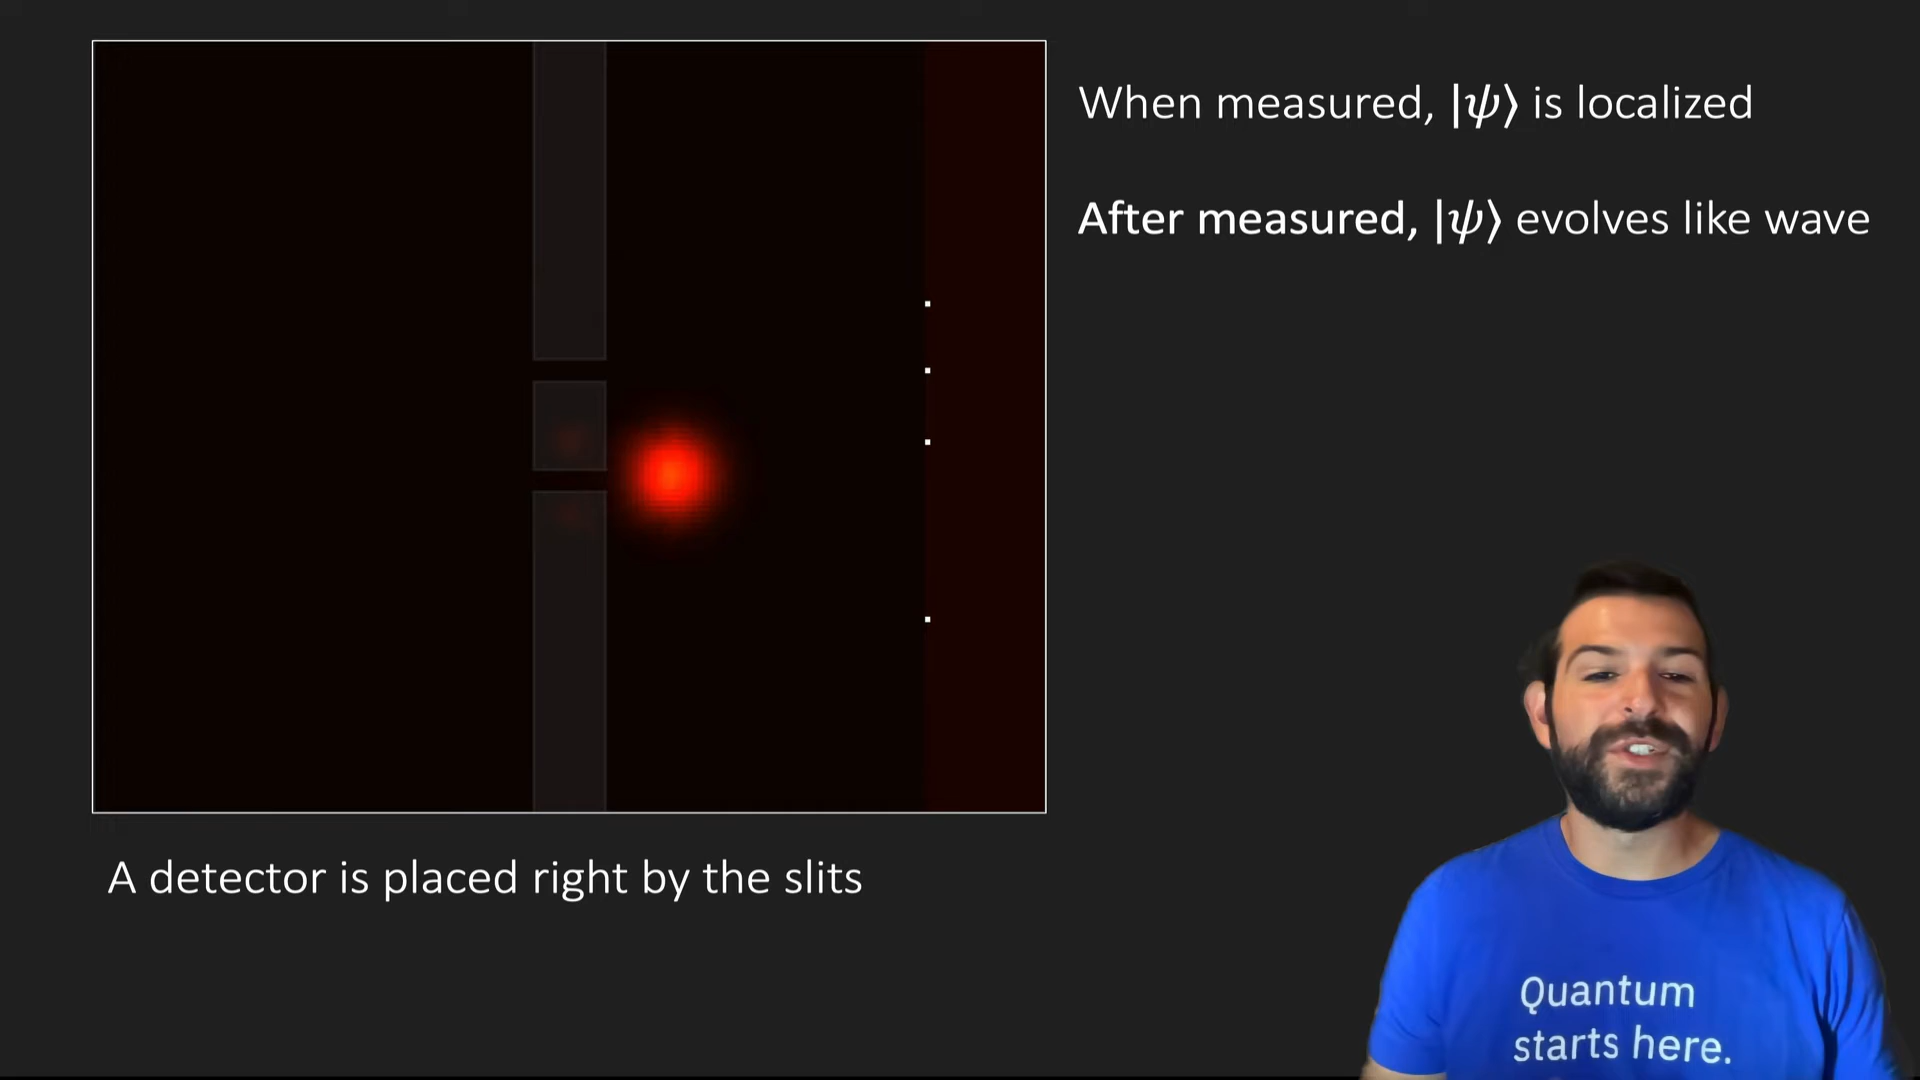 When measured, |ψ⟩ is localized
After measured, |ψ⟩ evolves like wave
A detector is placed right by the slits
Quantum
starts here.